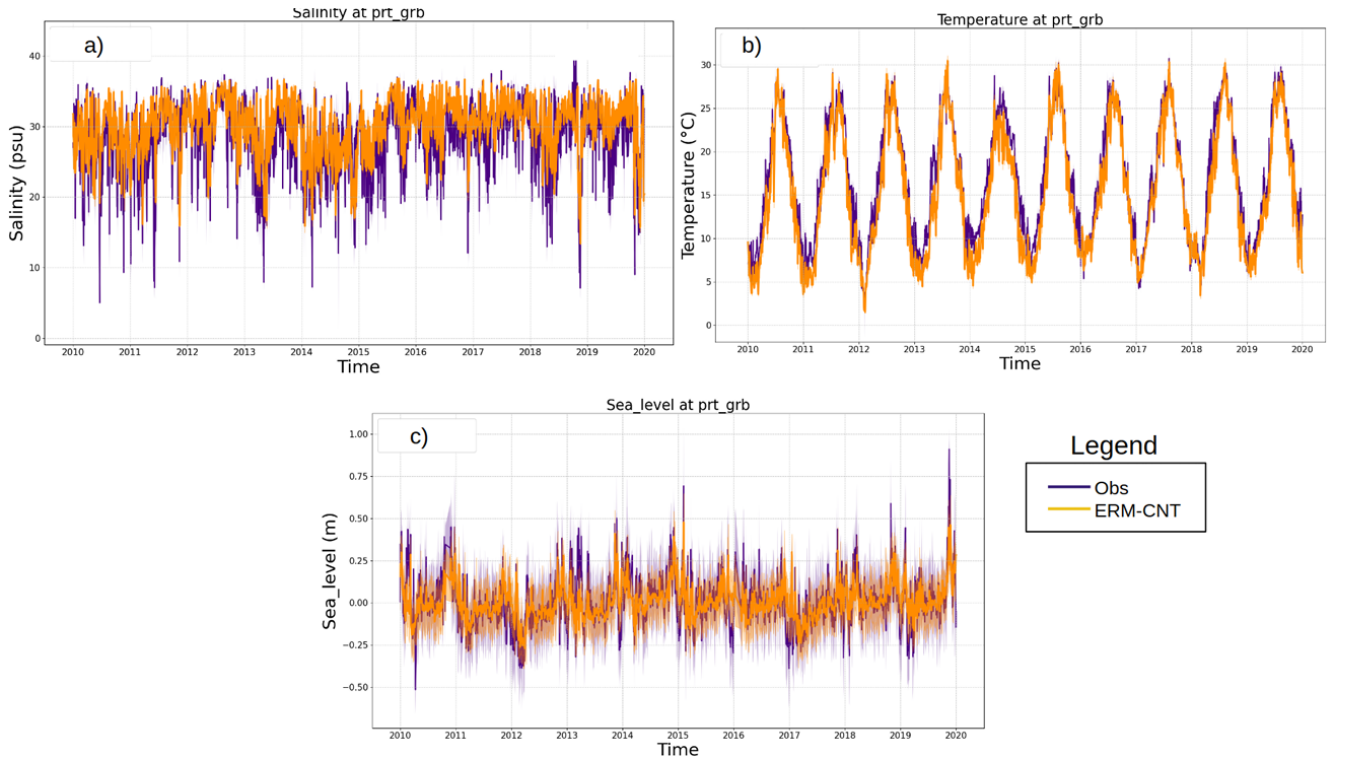 Salinity at prt_grb
a)
Salinity (psu)
40
30
20
10
0
2010 2011 2012 2013 2014 2015 2016 2017 2018 2019 2020
Time
Temperature at prt_grb
b)
Temperature (°C)
30
25
20
15
10
5
0
2010 2011 2012 2013 2014 2015 2016 2017 2018 2019 2020
Time
Sea_level at prt_grb
c)
Sea_level (m)
1.00
0.75
0.50
0.25
0.00
−0.25
−0.50
2010 2011 2012 2013 2014 2015 2016 2017 2018 2019 2020
Time
Legend
Obs
ERM-CNT